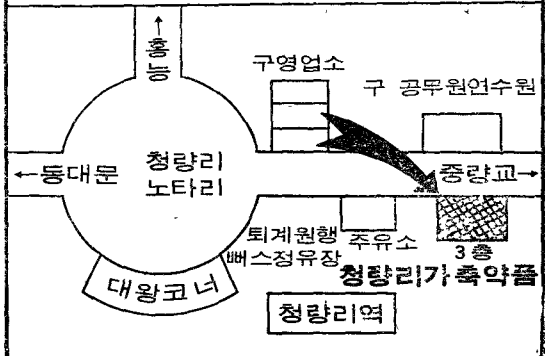 ↑
홍
능
구영업소
구 공무원연수원
←동대문
청량리
노타리
중량교→
퇴계원행
뻐스정유장
주유소
3층
청량리가축약품
대왕코너
청량리역